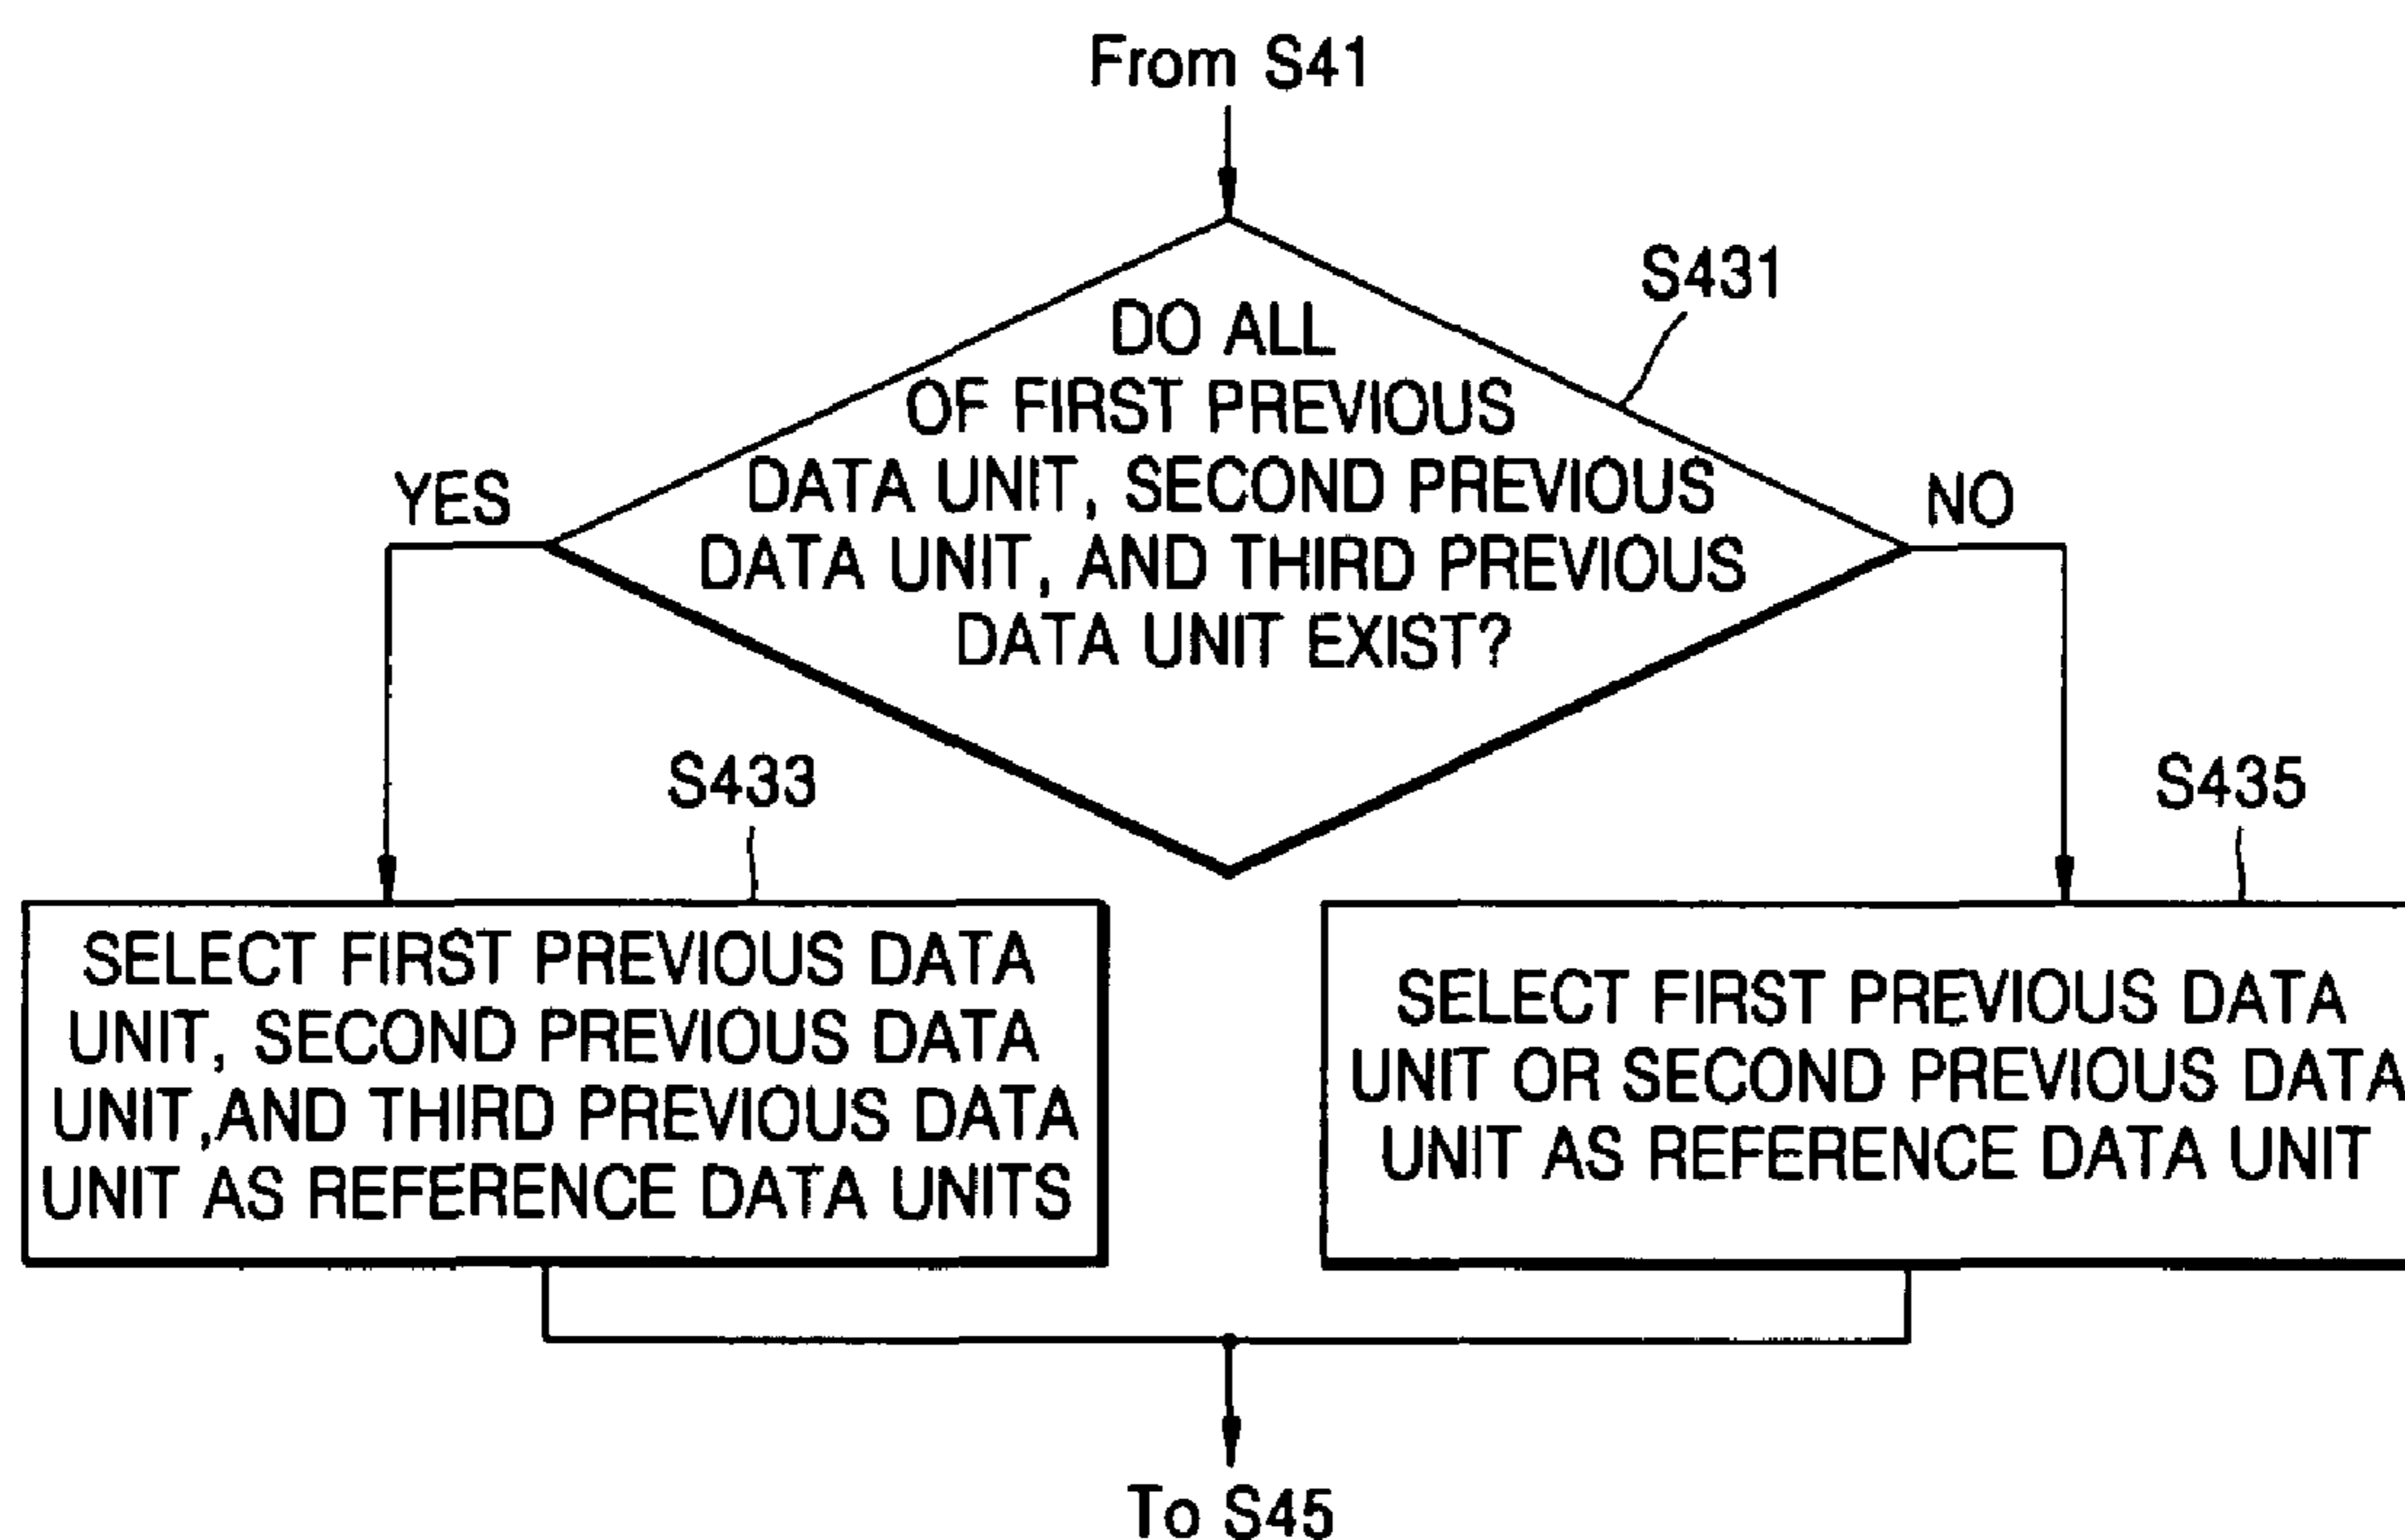 From S41
S431
DO ALL
OF FIRST PREVIOUS
DATA UNIT, SECOND PREVIOUS
DATA UNIT, AND THIRD PREVIOUS
DATA UNIT EXIST?
YES
NO
S433
SELECT FIRST PREVIOUS DATA
UNIT, SECOND PREVIOUS DATA
UNIT,AND THIRD PREVIOUS DATA
UNIT AS REFERENCE DATA UNITS
S435
SELECT FIRST PREVIOUS DATA
UNIT OR SECOND PREVIOUS DATA
UNIT AS REFERENCE DATA UNIT
To S45